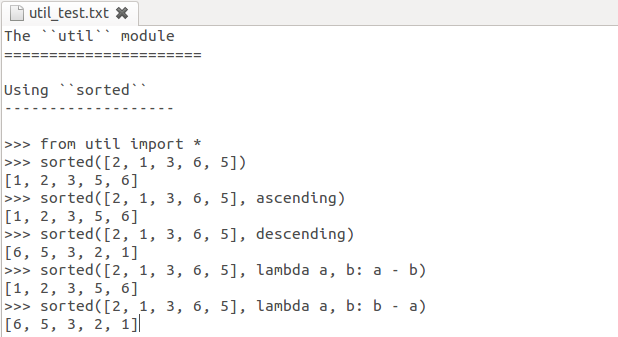 util_test.txt
The ``util`` module
======================
Using ``sorted``
-------------------
>>> from util import *
>>> sorted([2, 1, 3, 6, 5])
[1, 2, 3, 5, 6]
>>> sorted([2, 1, 3, 6, 5], ascending)
[1, 2, 3, 5, 6]
>>> sorted([2, 1, 3, 6, 5], descending)
[6, 5, 3, 2, 1]
>>> sorted([2, 1, 3, 6, 5], lambda a, b: a - b)
[1, 2, 3, 5, 6]
>>> sorted([2, 1, 3, 6, 5], lambda a, b: b - a)
[6, 5, 3, 2, 1]